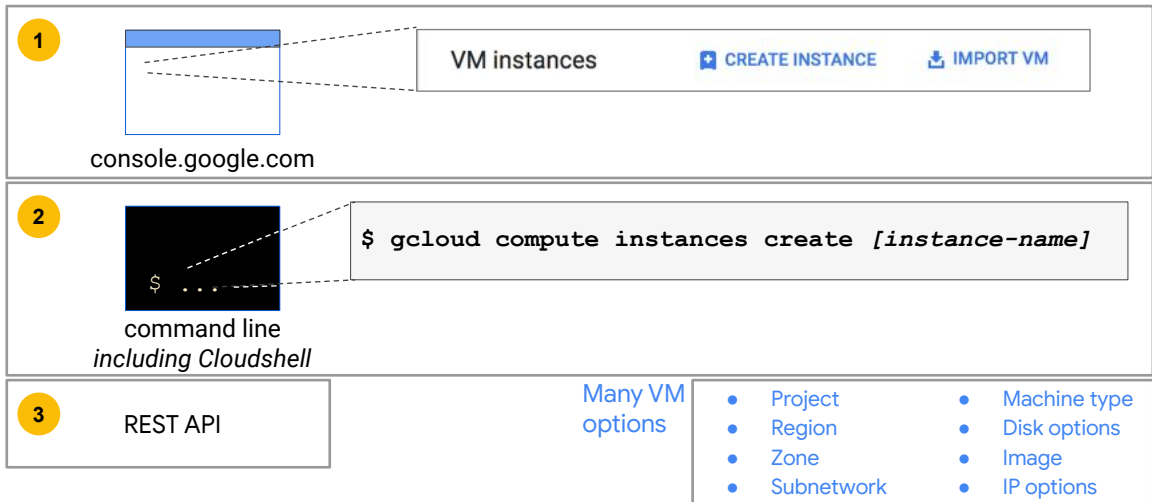 1
VM instances
CREATE INSTANCE
IMPORT VM
console.google.com
2
$ gcloud compute instances create [instance-name]
$ ...
command line
including Cloudshell
3
REST API
Many VM
options
● Project
● Region
● Zone
● Subnetwork
● Machine type
● Disk options
● Image
● IP options